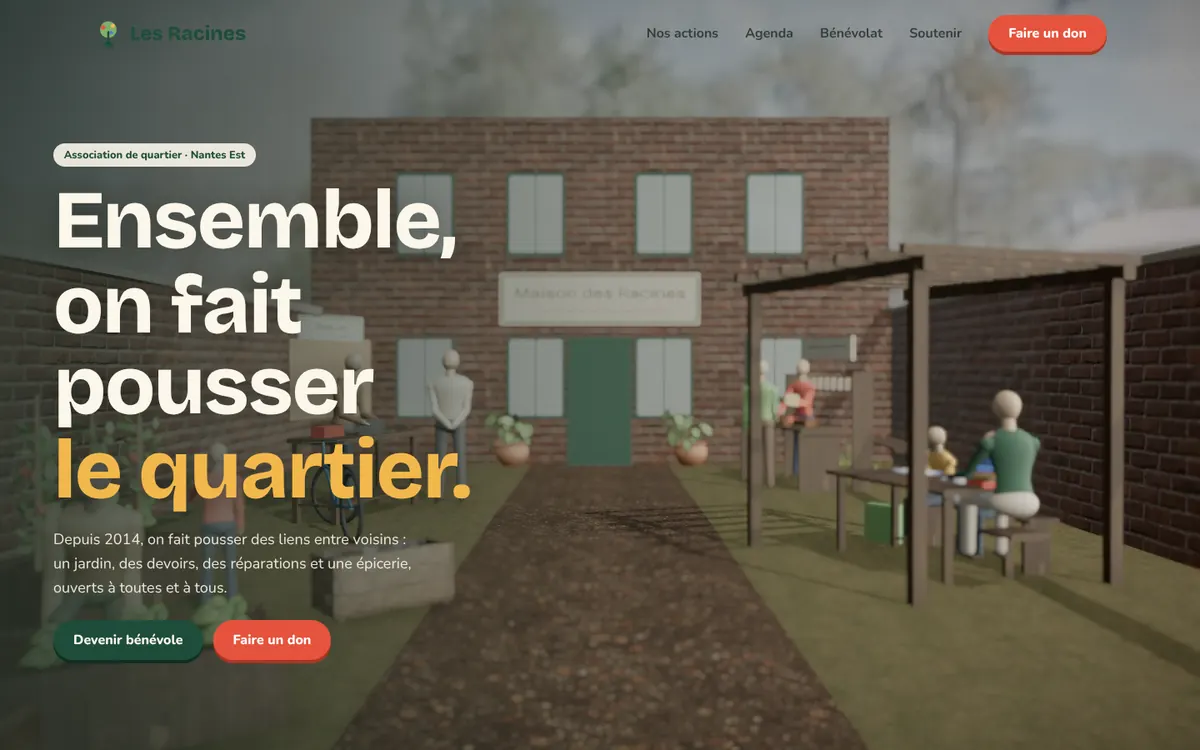 Les Racines
Nos actions
Agenda
Bénévolat
Soutenir
Faire un don
Association de quartier · Nantes Est
Ensemble,
on fait
pousser
le quartier.
Maison des Racines
Depuis 2014, on fait pousser des liens entre voisins :
un jardin, des devoirs, des réparations et une épicerie,
ouverts à toutes et à tous.
Devenir bénévole
Faire un don